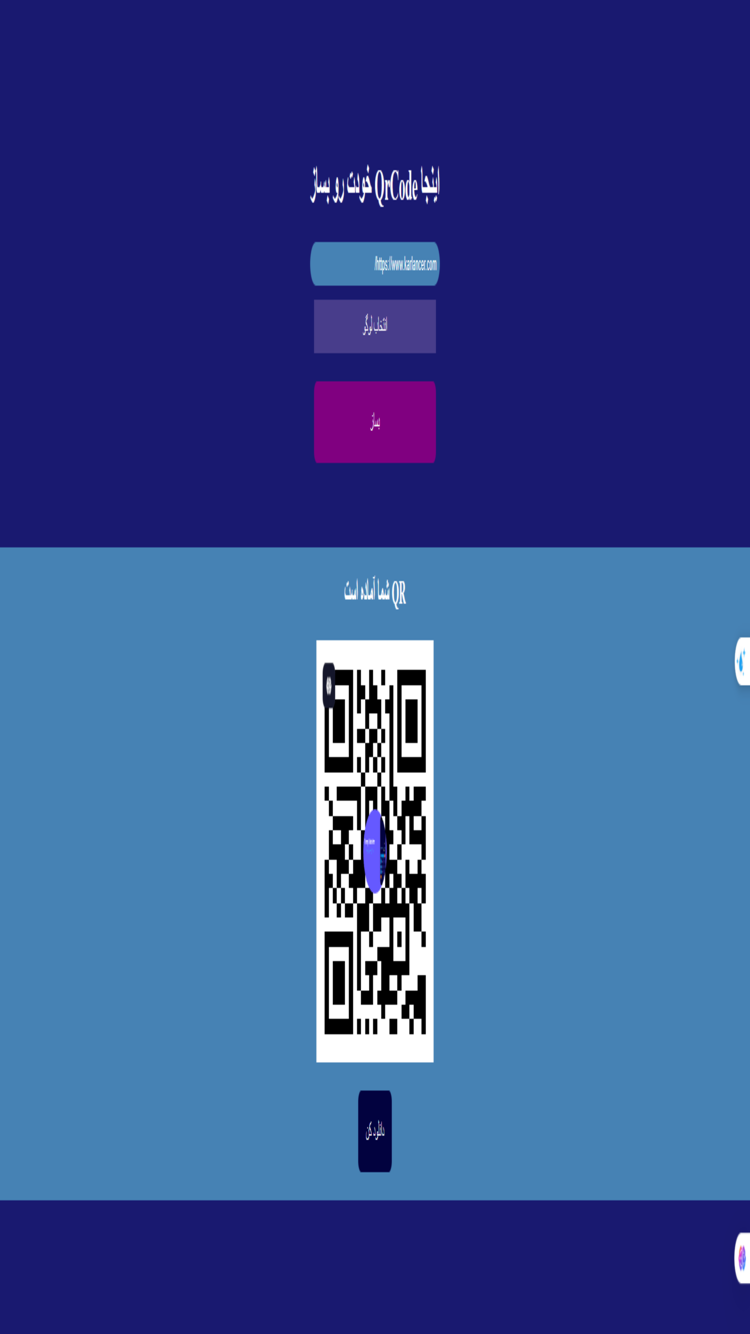 اینجا QrCode خودت رو بساز
https://www.karlancer.com/
انتخاب لوگو
بساز
QR شما آماده است
دانلود کن